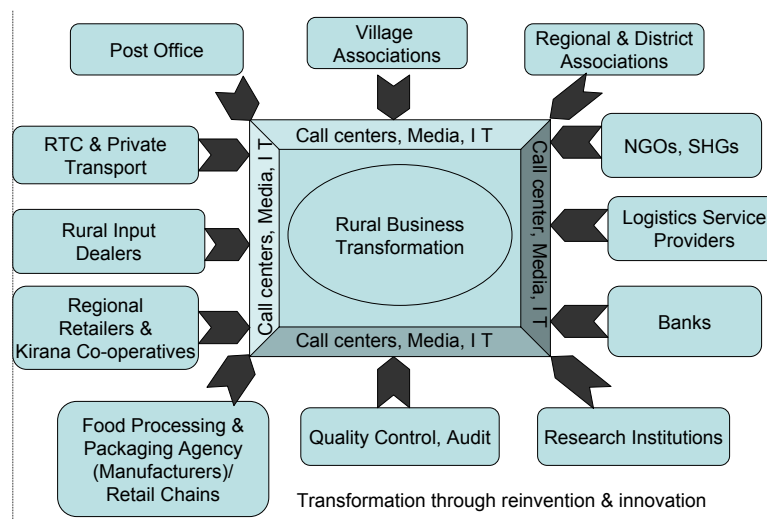 Post Office
Village
Associations
Regional & District
Associations
RTC & Private
Transport
Call centers, Media, I T
NGOs, SHGs
Rural Input
Dealers
Call centers, Media, I T
Rural Business
Transformation
Call center, Media, I T
Logistics Service
Providers
Regional
Retailers &
Kirana Co-operatives
Call centers, Media, I T
Banks
Food Processing &
Packaging Agency
(Manufacturers)/
Retail Chains
Quality Control, Audit
Research Institutions
Transformation through reinvention & innovation